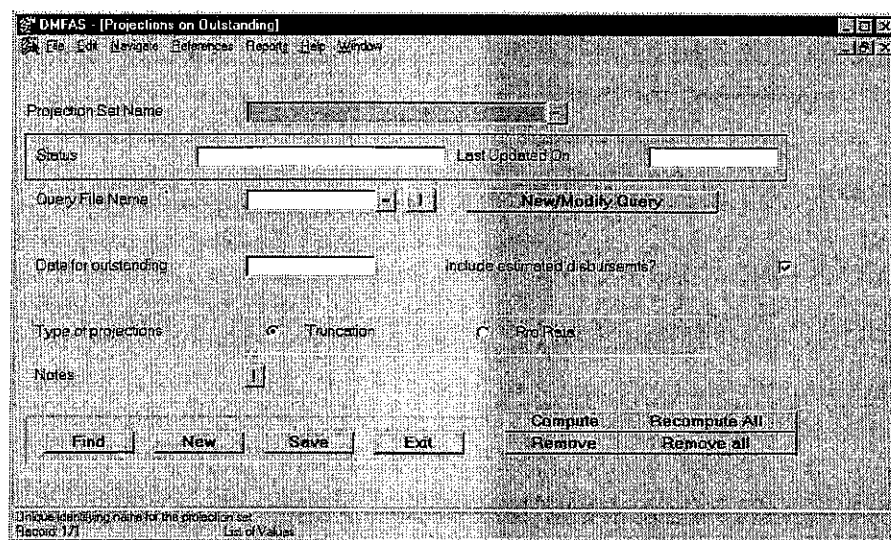 DMFAS - [Projections on Outstanding]
File Edit Navigate References Reports Help Window
Projection Set Name
Status Last Updated On
Query File Name ! New/Modify Query
Date for outstanding Include estimated disbursemts?
Type of projections Truncation Pro Rata
Notes !
Compute Recompute All
Find New Save Exit Remove Remove all
Unique identifying name for the projection set
Record: 1/1 List of Values